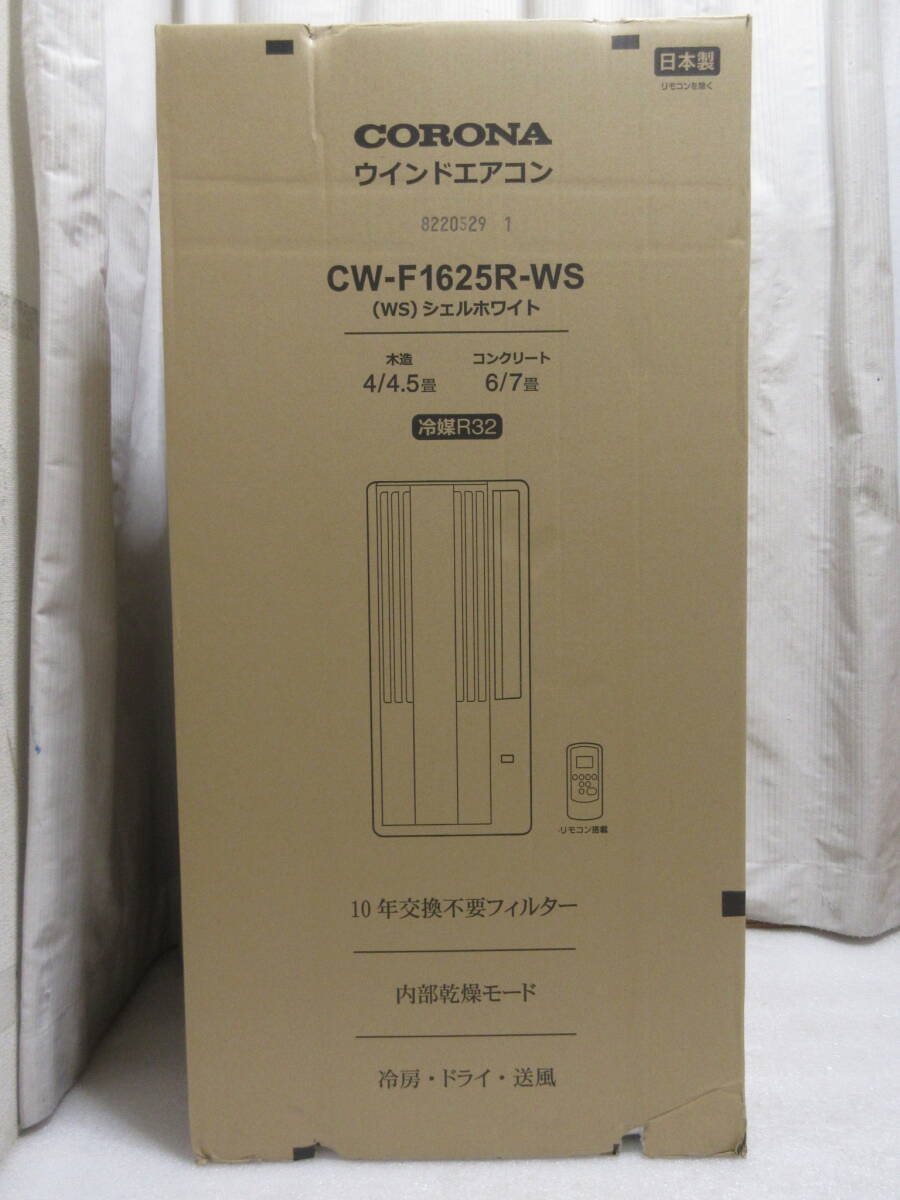 日本製
リモコンを除く
CORONA
ウインドエアコン
8220529 1
CW-F1625R-WS
(WS)シェルホワイト
木造 コンクリート
4/4.5畳 6/7畳
冷媒R32
リモコン搭載
10年交換不要フィルター
内部乾燥モード
冷房・ドライ・送風